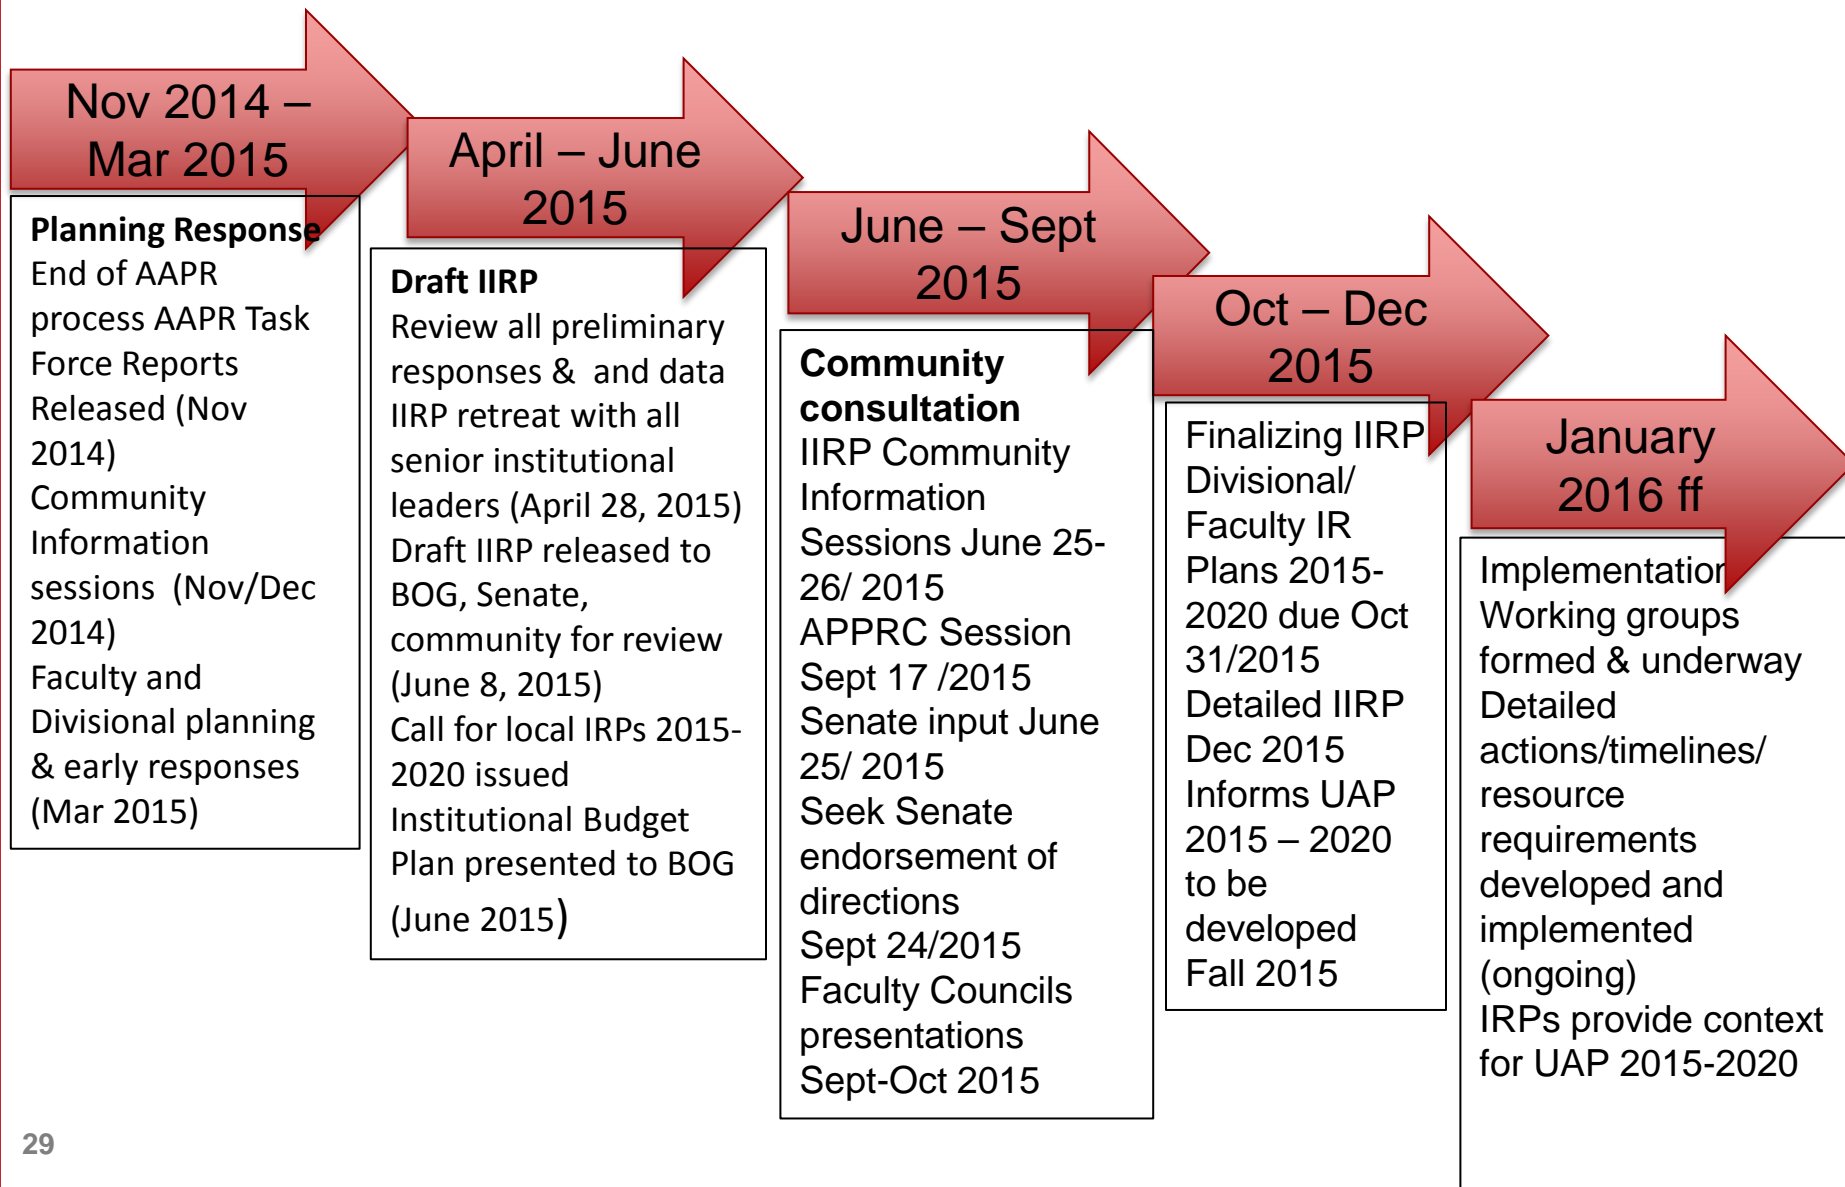 Nov 2014 –
Mar 2015
Planning Response
End of AAPR
process AAPR Task
Force Reports
Released (Nov
2014)
Community
Information
sessions  (Nov/Dec
2014)
Faculty and
Divisional planning
& early responses
(Mar 2015)
April – June
2015
Draft IIRP
Review all preliminary
responses &  and data
IIRP retreat with all
senior institutional
leaders (April 28, 2015)
Draft IIRP released to
BOG, Senate,
community for review
(June 8, 2015)
Call for local IRPs 2015-
2020 issued
Institutional Budget
Plan presented to BOG
(June 2015)
June – Sept
2015
Community
consultation
IIRP Community
Information
Sessions June 25-
26/ 2015
APPRC Session
Sept 17 /2015
Senate input June
25/ 2015
Seek Senate
endorsement of
directions
Sept 24/2015
Faculty Councils
presentations
Sept-Oct 2015
Oct – Dec
2015
Finalizing IIRP
Divisional/
Faculty IR
Plans 2015-
2020 due Oct
31/2015
Detailed IIRP
Dec 2015
Informs UAP
2015 – 2020
to be
developed
Fall 2015
January
2016 ff
Implementation
Working groups
formed & underway
Detailed
actions/timelines/
resource
requirements
developed and
implemented
(ongoing)
IRPs provide context
for UAP 2015-2020
29